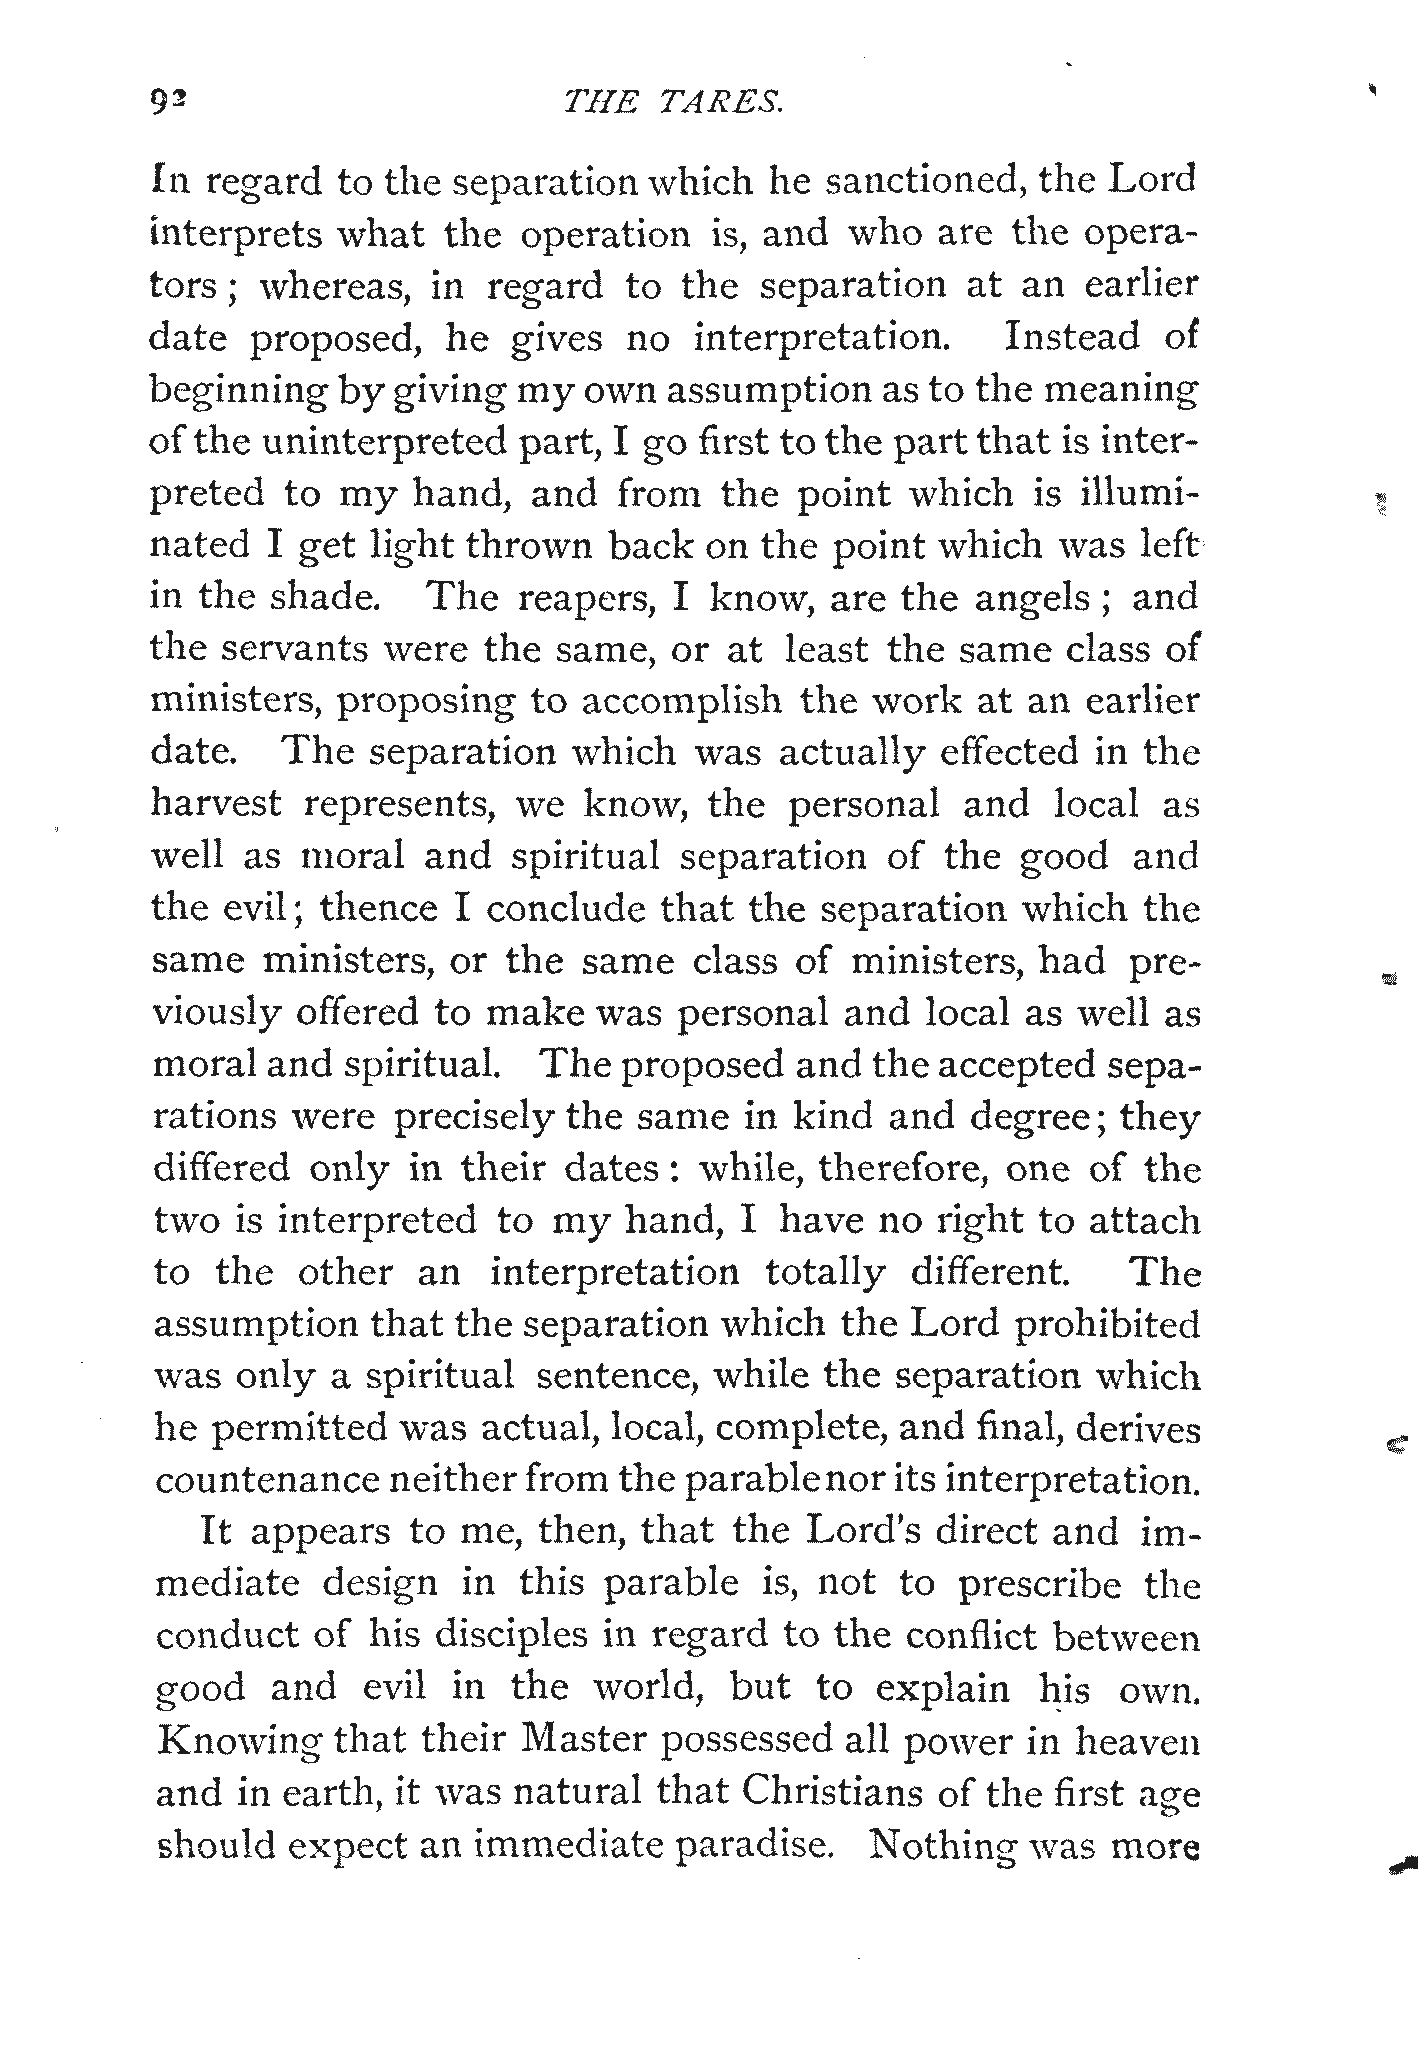 92 THE TARES.
In regard to the separation which he sanctioned, the Lord
interprets what the operation is, and who are the opera-
tors ; whereas, in regard to the separation at an earlier
date proposed, he gives no interpretation. Instead of
beginning by giving my own assumption as to the meaning
of the uninterpreted part, I go first to the part that is inter-
preted to my hand, and from the point which is illumi-
nated I get light thrown back on the point which was left
in the shade. The reapers, I know, are the angels ; and
the servants were the same, or at least the same class of
ministers, proposing to accomplish the work at an earlier
date. The separation which was actually effected in the
harvest represents, we know, the personal and local as
well as moral and spiritual separation of the good and
the evil; thence I conclude that the separation which the
same ministers, or the same class of ministers, had pre-
viously offered to make was personal and local as well as
moral and spiritual. The proposed and the accepted sepa-
rations were precisely the same in kind and degree; they
differed only in their dates : while, therefore, one of the
two is interpreted to my hand, I have no right to attach
to the other an interpretation totally different. The
assumption that the separation which the Lord prohibited
was only a spiritual sentence, while the separation which
he permitted was actual, local, complete, and final, derives
countenance neither from the parable nor its interpretation.
It appears to me, then, that the Lord's direct and im-
mediate design in this parable is, not to prescribe the
conduct of his disciples in regard to the conflict between
good and evil in the world, but to explain his own.
Knowing that their Master possessed all power in heaven
and in earth, it was natural that Christians of the first age
should expect an immediate paradise. Nothing was more